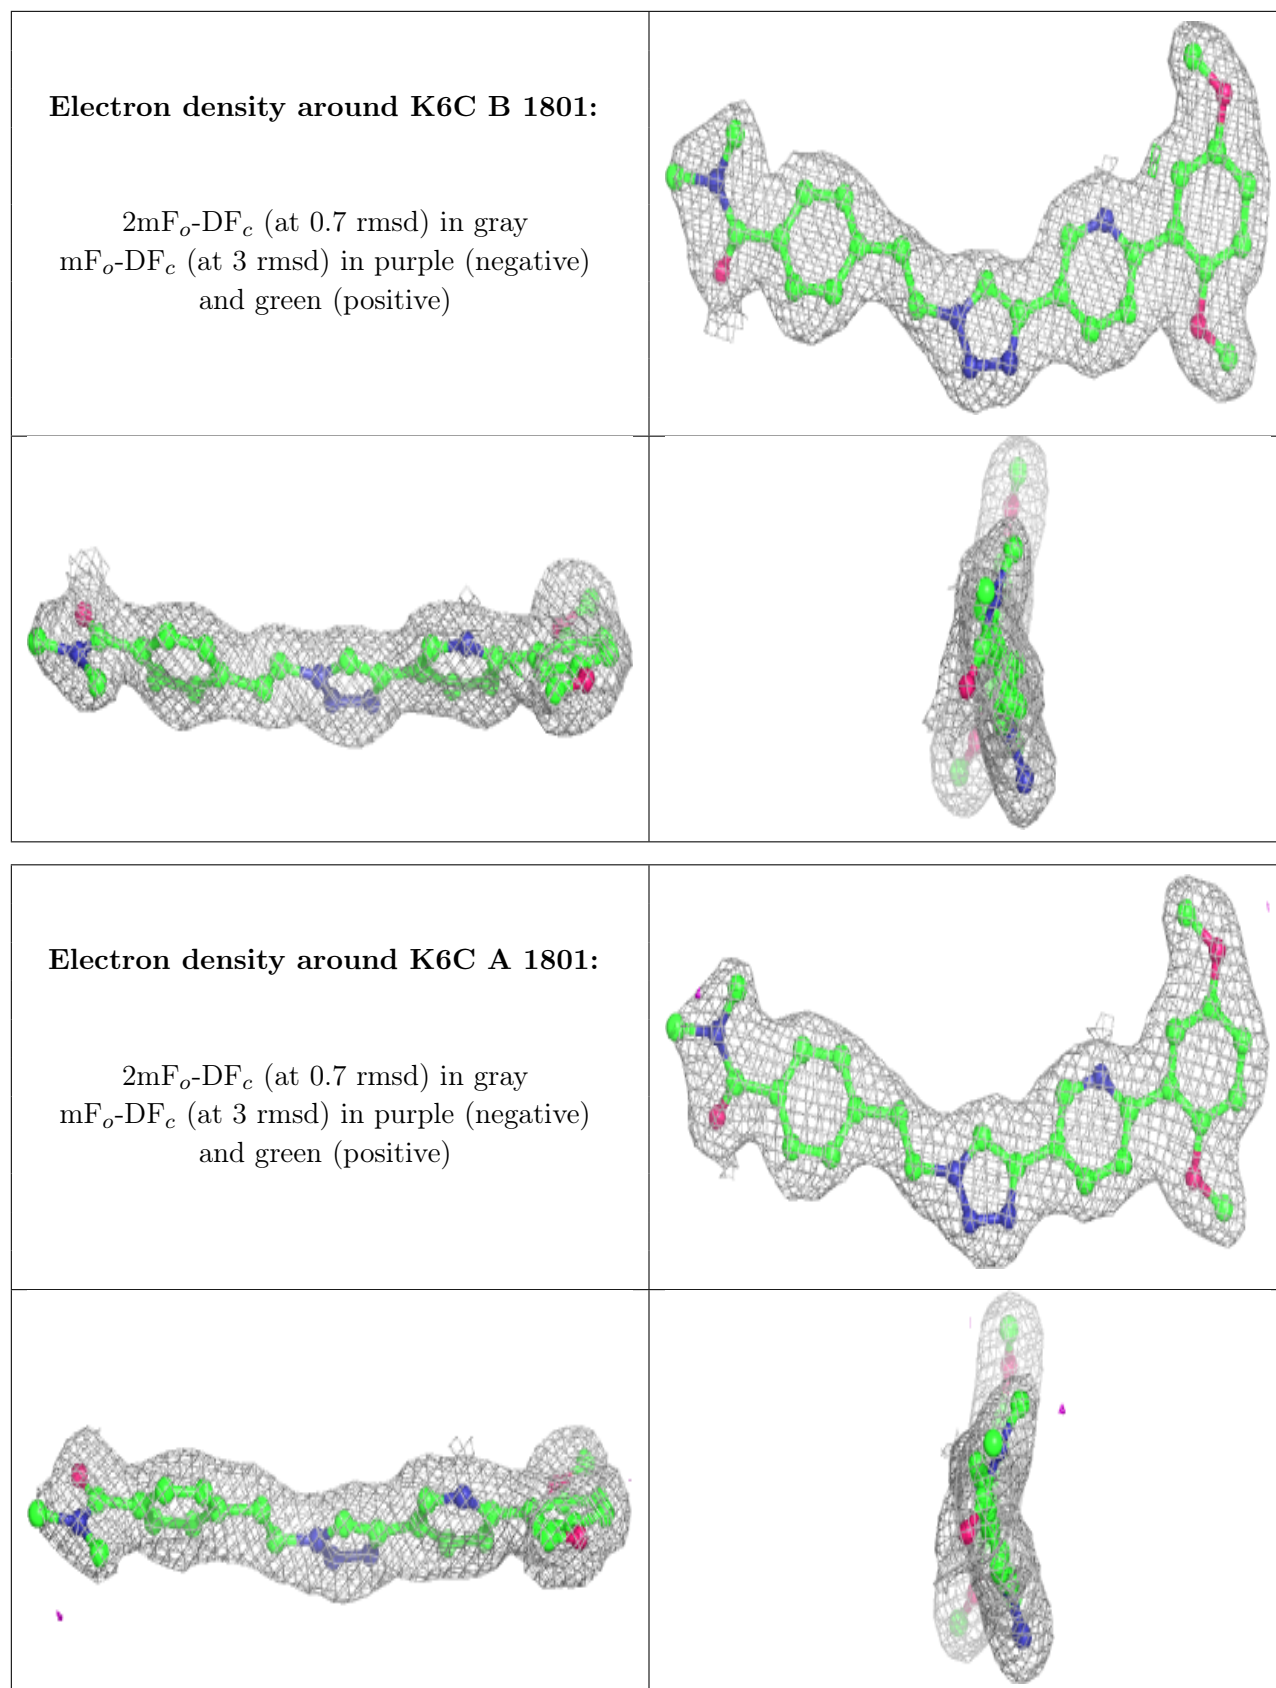 Electron density around K6C B 1801:
2mFo-DFc (at 0.7 rmsd) in gray
mFo-DFc (at 3 rmsd) in purple (negative)
and green (positive)
Electron density around K6C A 1801:
2mFo-DFc (at 0.7 rmsd) in gray
mFo-DFc (at 3 rmsd) in purple (negative)
and green (positive)